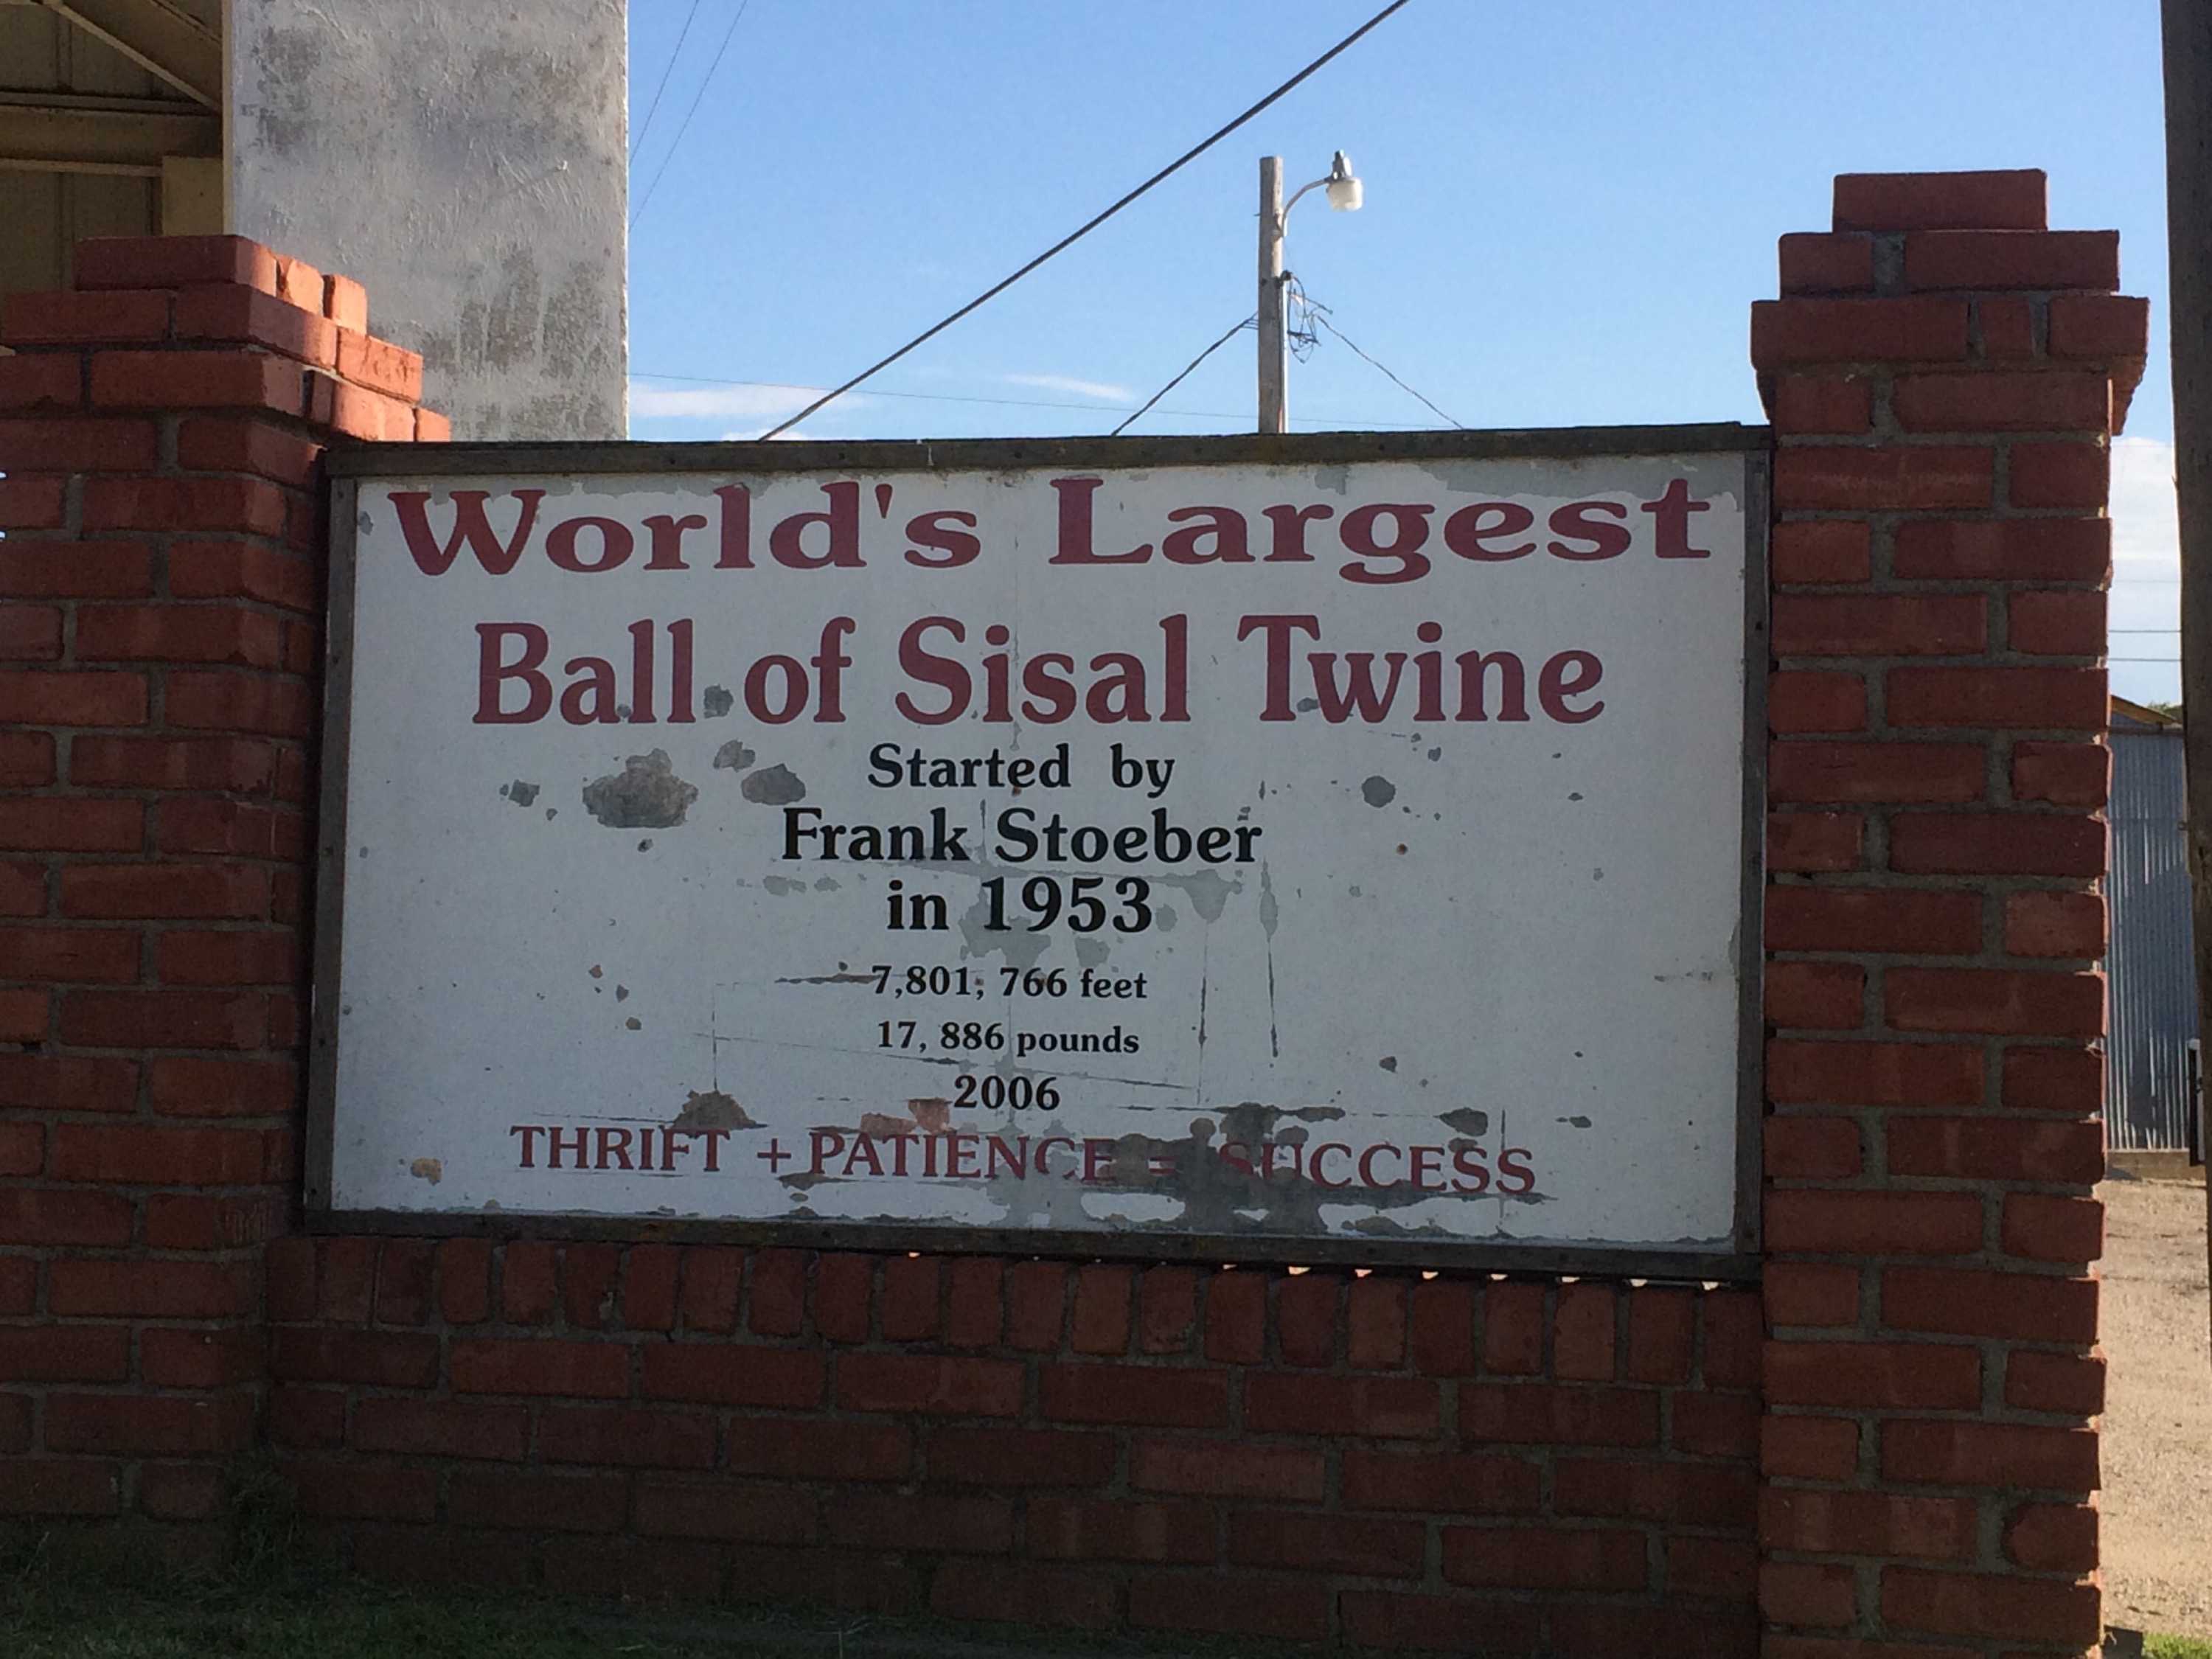 World's Largest
Ball of Sisal Twine
Started by
Frank Stoeber
in 1953
7,801, 766 feet
17, 886 pounds
2006
THRIFT + PATIENCE = SUCCESS